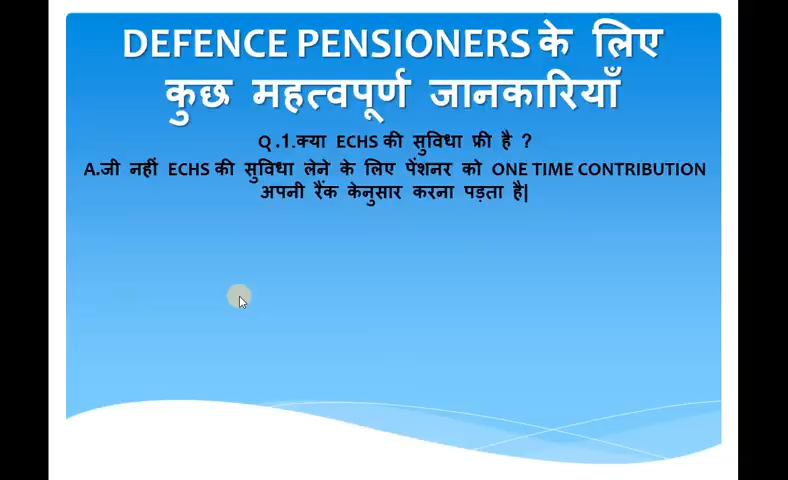 DEFENCE PENSIONERS के लिए
कुछ महत्वपूर्ण जानकारियाँ
Q .1.क्या ECHS की सुविधा फ्री है ?
A.जी नहीं ECHS की सुविधा लेने के लिए पेंशनर को ONE TIME CONTRIBUTION
अपनी रैंक केनुसार करना पड़ता है|